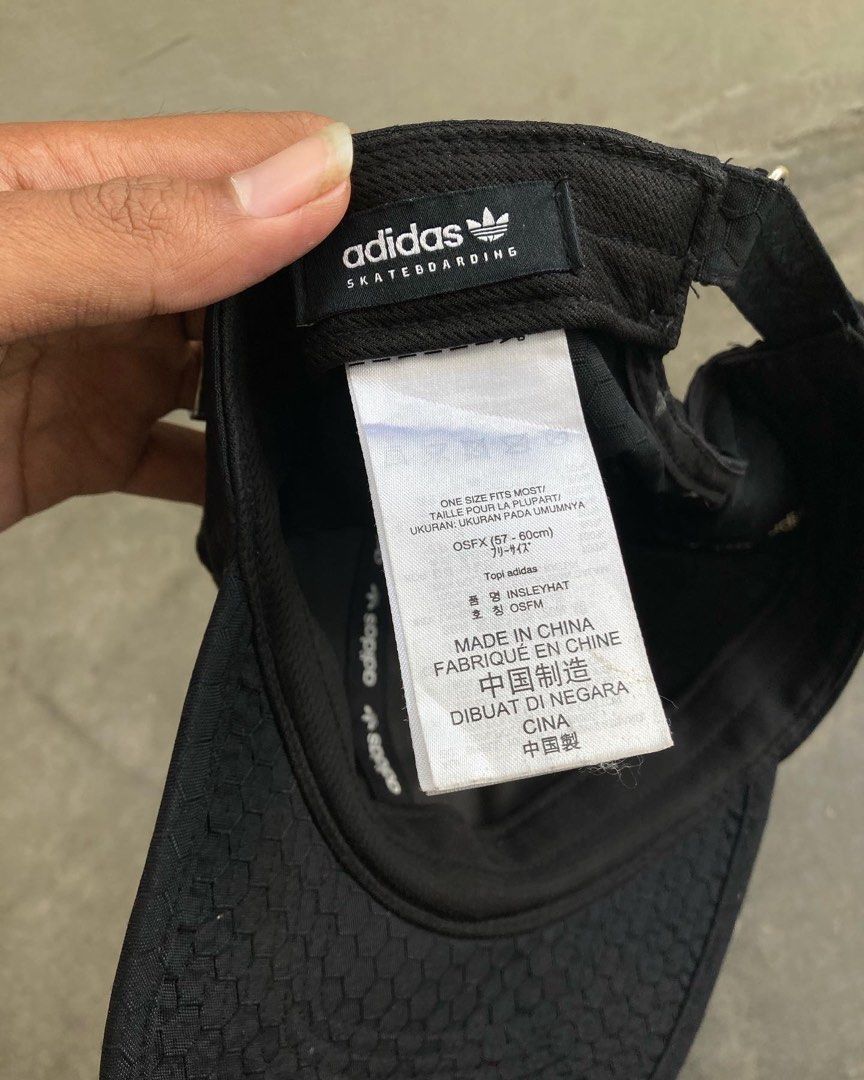 adidas
SKATEBOARDING
ONE SIZE FITS MOST/
TAILLE POUR LA PLUPART/
UKURAN: UKURAN PADA UMUMNYA
OSFX (57 - 60cm)
フリーサイズ
Topi adidas
품 명 INSLEYHAT
호 칭 OSFM
MADE IN CHINA
FABRIQUÉ EN CHINE
中国制造
DIBUAT DI NEGARA
CINA
中国製
adidas
adidas